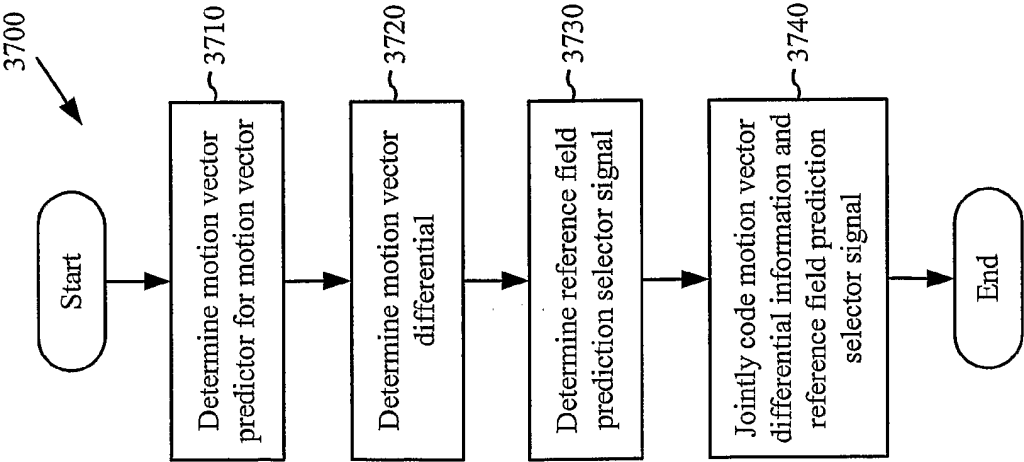 3700
Start
Determine motion vector
predictor for motion vector
3710
Determine motion vector
differential
3720
Determine reference field
prediction selector signal
3730
Jointly code motion vector
differential information and
reference field prediction
selector signal
3740
End